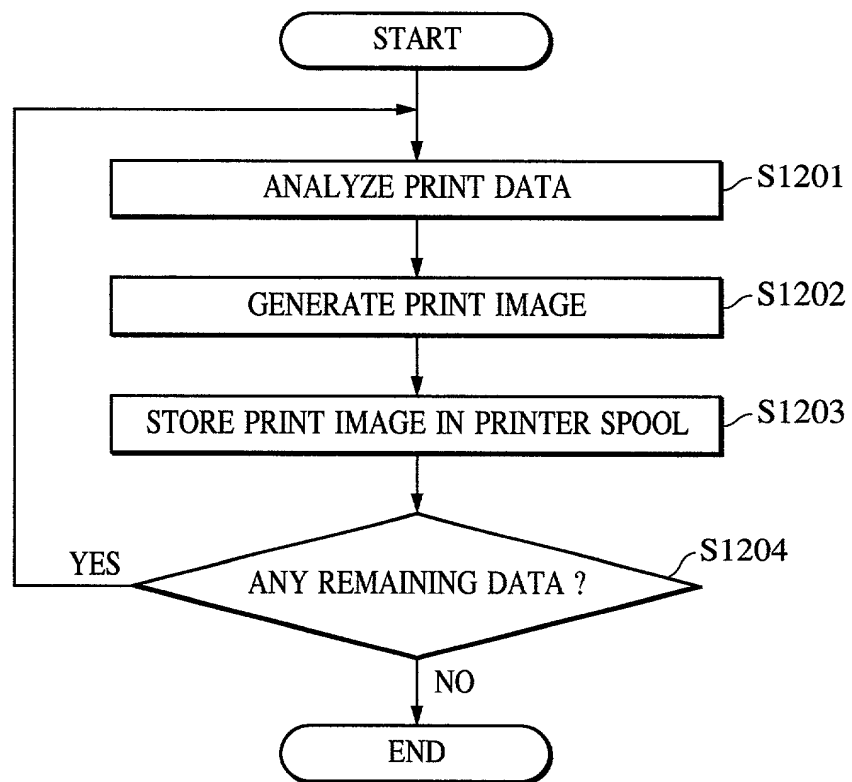 START
ANALYZE PRINT DATA
S1201
GENERATE PRINT IMAGE
S1202
STORE PRINT IMAGE IN PRINTER SPOOL
S1203
ANY REMAINING DATA ?
S1204
YES
NO
END